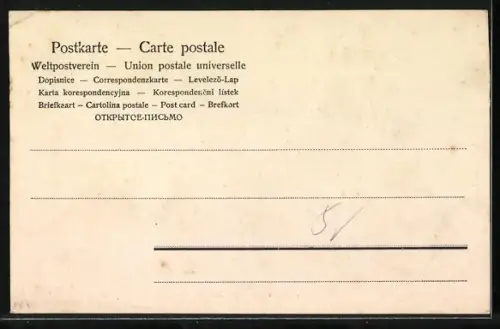 Postkarte — Carte postale
Weltpostverein — Union postale universelle
Dopisnice — Correspondenzkarte — Levelező-Lap
Karta korespondencyjna — Korespondenční lístek
Briefkaart — Cartolina postale — Post card — Brefkort
ОТКРЫТОЕ-ПИСЬМО
5/